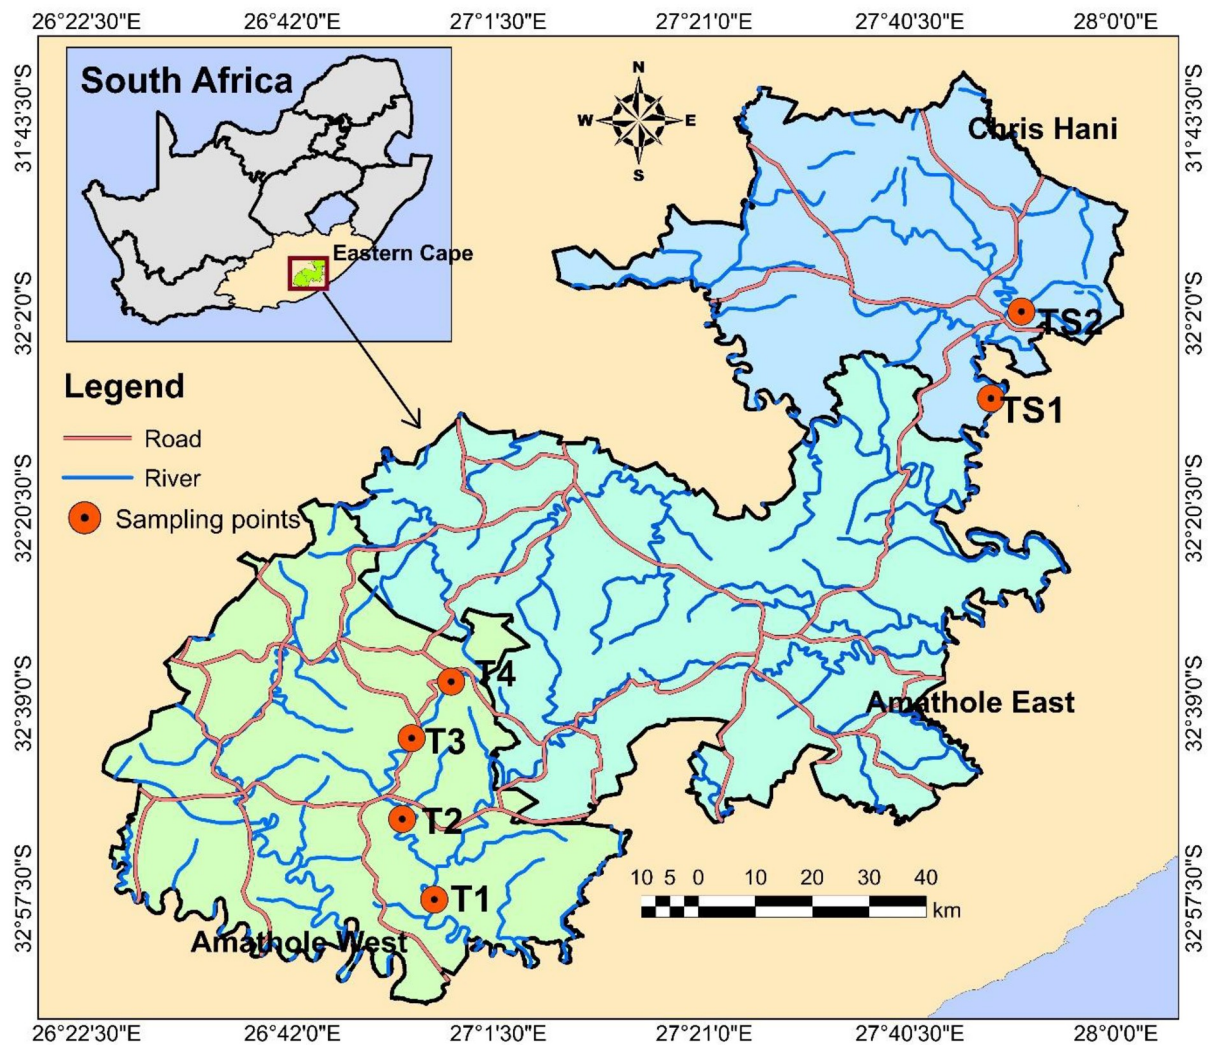 26°22'30"E 26°42'0"E 27°1'30"E 27°21'0"E 27°40'30"E 28°0'0"E
31°43'30"S
32°2'0"S
32°20'30"S
32°39'0"S
32°57'30"S
South Africa
Eastern Cape
N
W E
S
Chris Hani
TS2
TS1
Legend
Road
River
Sampling points
T4
T3
T2
T1
Amathole East
Amathole West
10 5 0 10 20 30 40
km
31°43'30"S
32°2'0"S
32°20'30"S
32°39'0"S
32°57'30"S
26°22'30"E 26°42'0"E 27°1'30"E 27°21'0"E 27°40'30"E 28°0'0"E